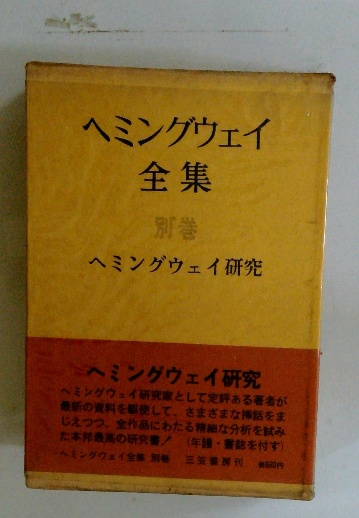 ヘミングウェイ
全集
別巻
ヘミングウェイ研究
ヘミングウェイ研究
ヘミングウェイ研究家として定評ある著者が
最新の資料を駆使して、さまざまな挿話をま
じえつつ、全作品にわたる精細な分析を試み
た本邦最高の研究書！（年譜・書誌を付す）
ヘミングウェイ全集 別巻 三笠書房刊